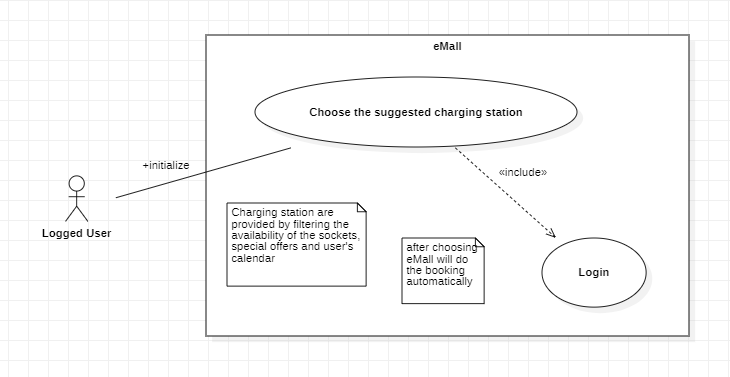 eMall
Choose the suggested charging station
+initialize
«include»
Logged User
Charging station are
provided by filtering the
availability of the sockets,
special offers and user's
calendar
after choosing
eMall will do
the booking
automatically
Login